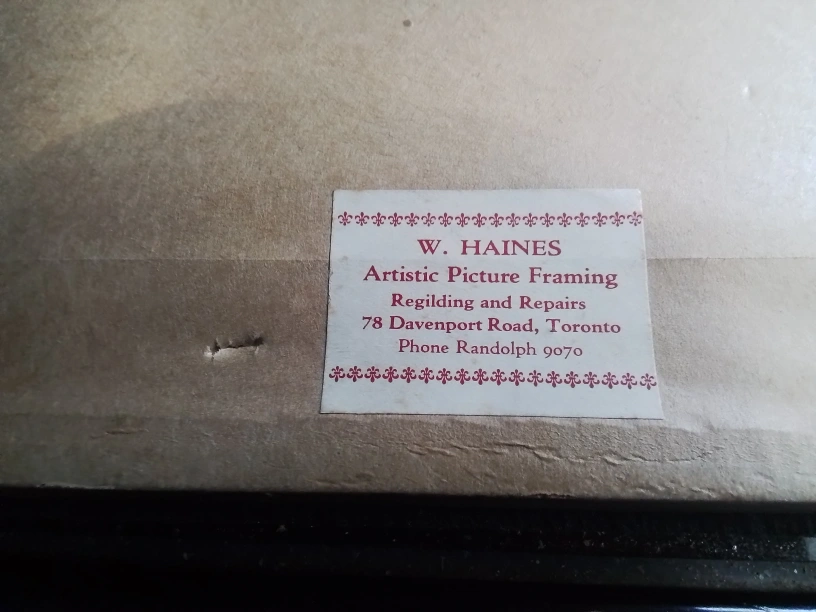 W. HAINES
Artistic Picture Framing
Regilding and Repairs
78 Davenport Road, Toronto
Phone Randolph 9070